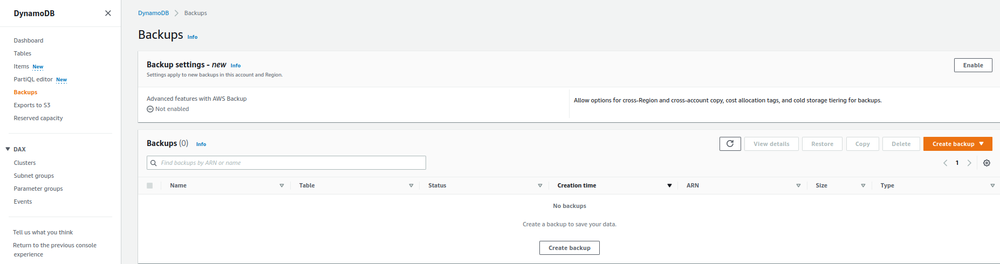 DynamoDB
Dashboard
Tables
Items New
PartiQL editor New
Backups
Exports to S3
Reserved capacity
DAX
Clusters
Subnet groups
Parameter groups
Events
Tell us what you think
Return to the previous console
experience
DynamoDB Backups
Backups Info
Backup settings - new Info
Settings apply to new backups in this account and Region.
Enable
Advanced features with AWS Backup
Not enabled
Allow options for cross-Region and cross-account copy, cost allocation tags, and cold storage tiering for backups.
Backups (0) Info
View details Restore Copy Delete Create backup
Find backups by ARN or name
1
Name Table Status Creation time ARN Size Type
No backups
Create a backup to save your data.
Create backup